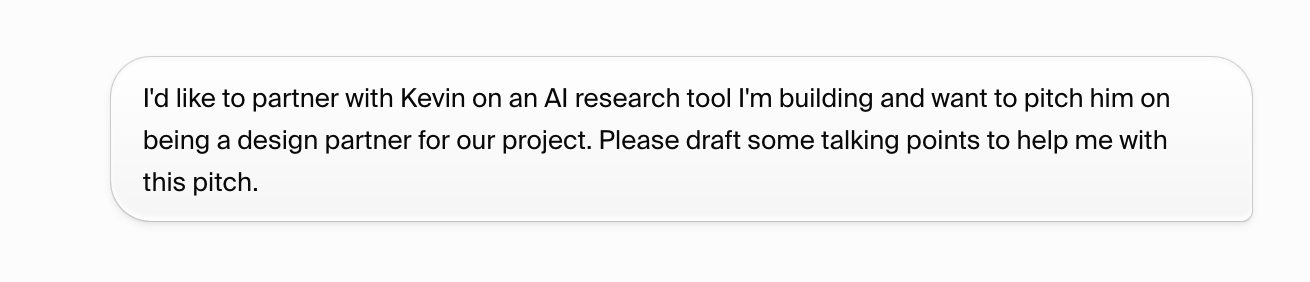 I'd like to partner with Kevin on an AI research tool I'm building and want to pitch him on
being a design partner for our project. Please draft some talking points to help me with
this pitch.